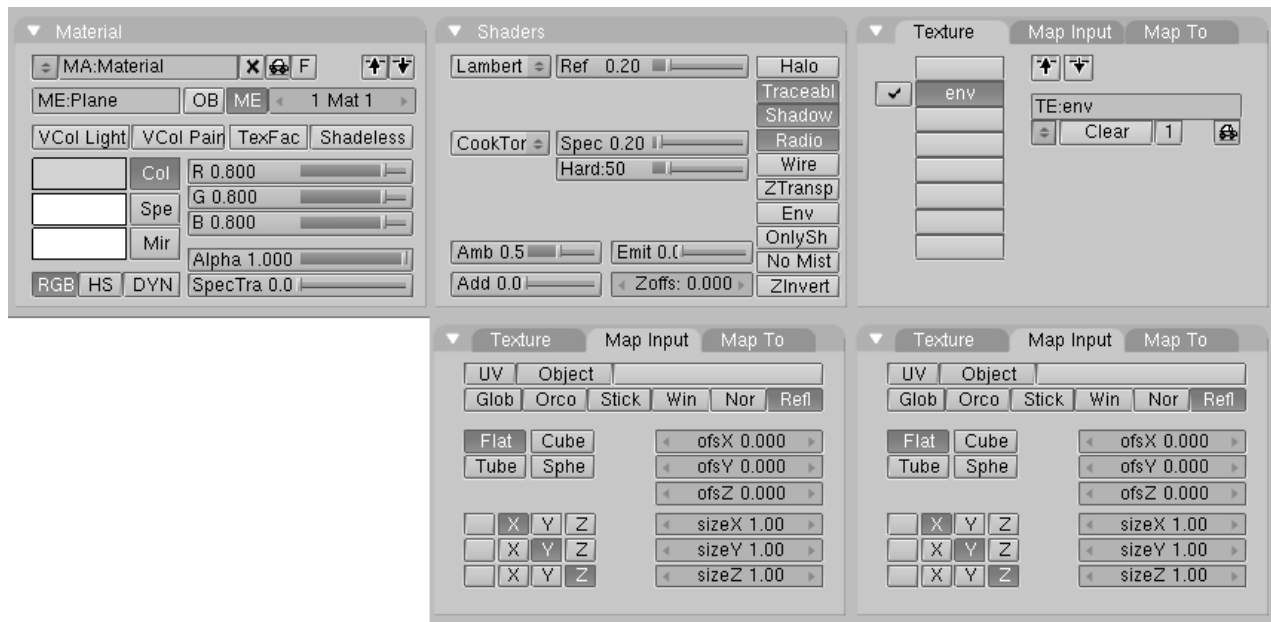 Material
MA:Material F
ME:Plane OB ME 1 Mat 1
VCol Light VCol Pain TexFac Shadeless
Col R 0.800
Spe G 0.800
B 0.800
Mir
Alpha 1.000
RGB HS DYN SpecTra 0.0
Shaders
Lambert Ref 0.20 Halo
Traceabl
Shadow
CookTor Spec 0.20 Radio
Hard:50 Wire
ZTransp
Env
OnlySh
Amb 0.5 Emit 0.( No Mist
Add 0.0 Zoffs: 0.000 ZInvert
Texture Map Input Map To
env
TE:env
Clear 1
Texture Map Input Map To
UV Object
Glob Orco Stick Win Nor Refl
Flat Cube ofsX 0.000
Tube Sphe ofsY 0.000
ofsZ 0.000
X Y Z sizeX 1.00
X Y Z sizeY 1.00
X Y Z sizeZ 1.00
Texture Map Input Map To
UV Object
Glob Orco Stick Win Nor Refl
Flat Cube ofsX 0.000
Tube Sphe ofsY 0.000
ofsZ 0.000
X Y Z sizeX 1.00
X Y Z sizeY 1.00
X Y Z sizeZ 1.00